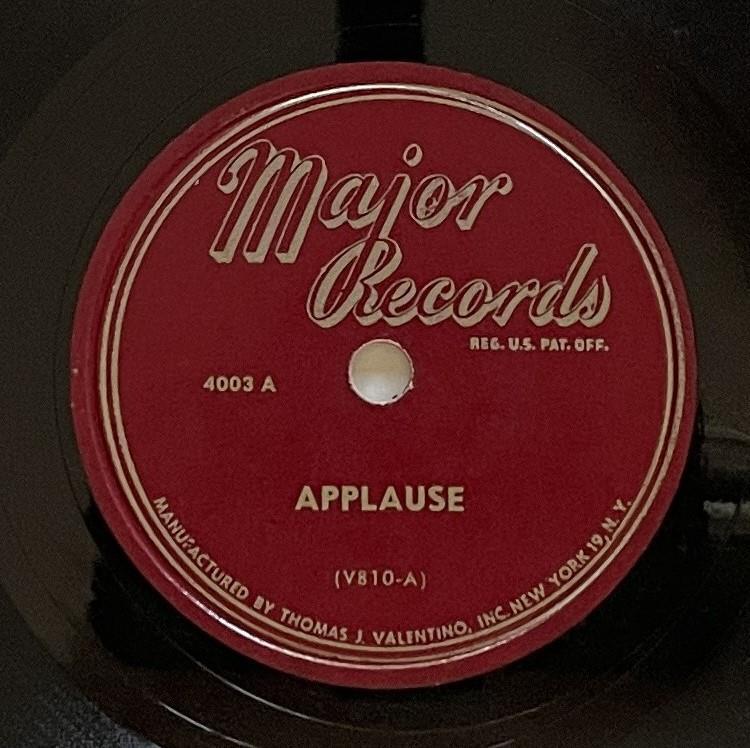 Major
Records
REG. U.S. PAT. OFF.
4003 A
APPLAUSE
(V810-A)
MANUFACTURED BY THOMAS J. VALENTINO, INC. NEW YORK 19, N. Y.